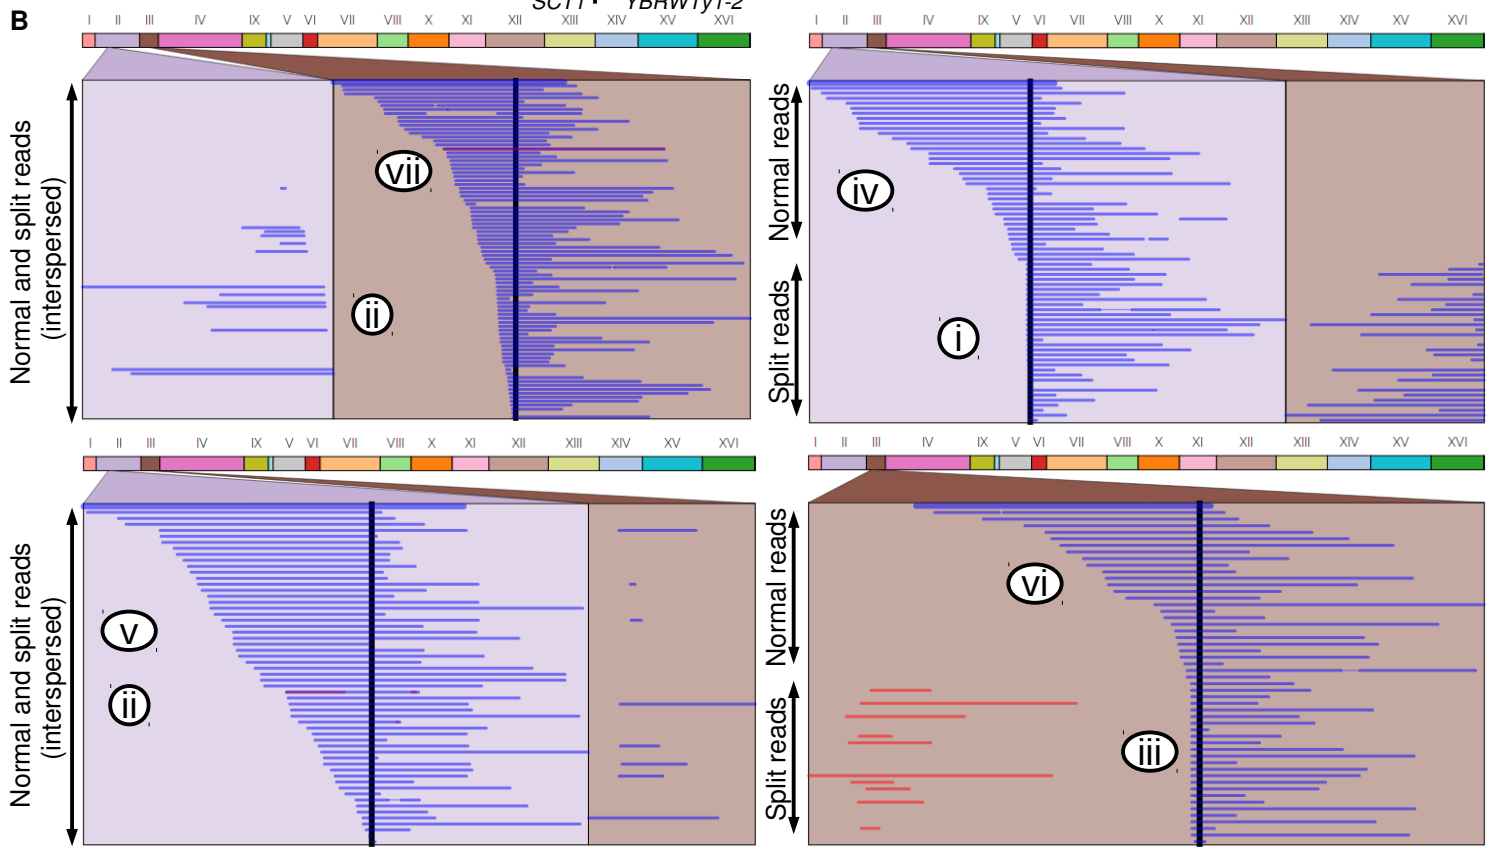 B
SCT1 • YBRWTy1-2
I II III IV IX V VI VII VIII X XI XII XIII XIV XV XVI
I II III IV IX V VI VII VIII X XI XII XIII XIV XV XVI
Normal and split reads
(interspersed)
vii
ii
Normal reads
Split reads
iv
i
I II III IV IX V VI VII VIII X XI XII XIII XIV XV XVI
I II III IV IX V VI VII VIII X XI XII XIII XIV XV XVI
Normal and split reads
(interspersed)
v
ii
Normal reads
Split reads
vi
iii